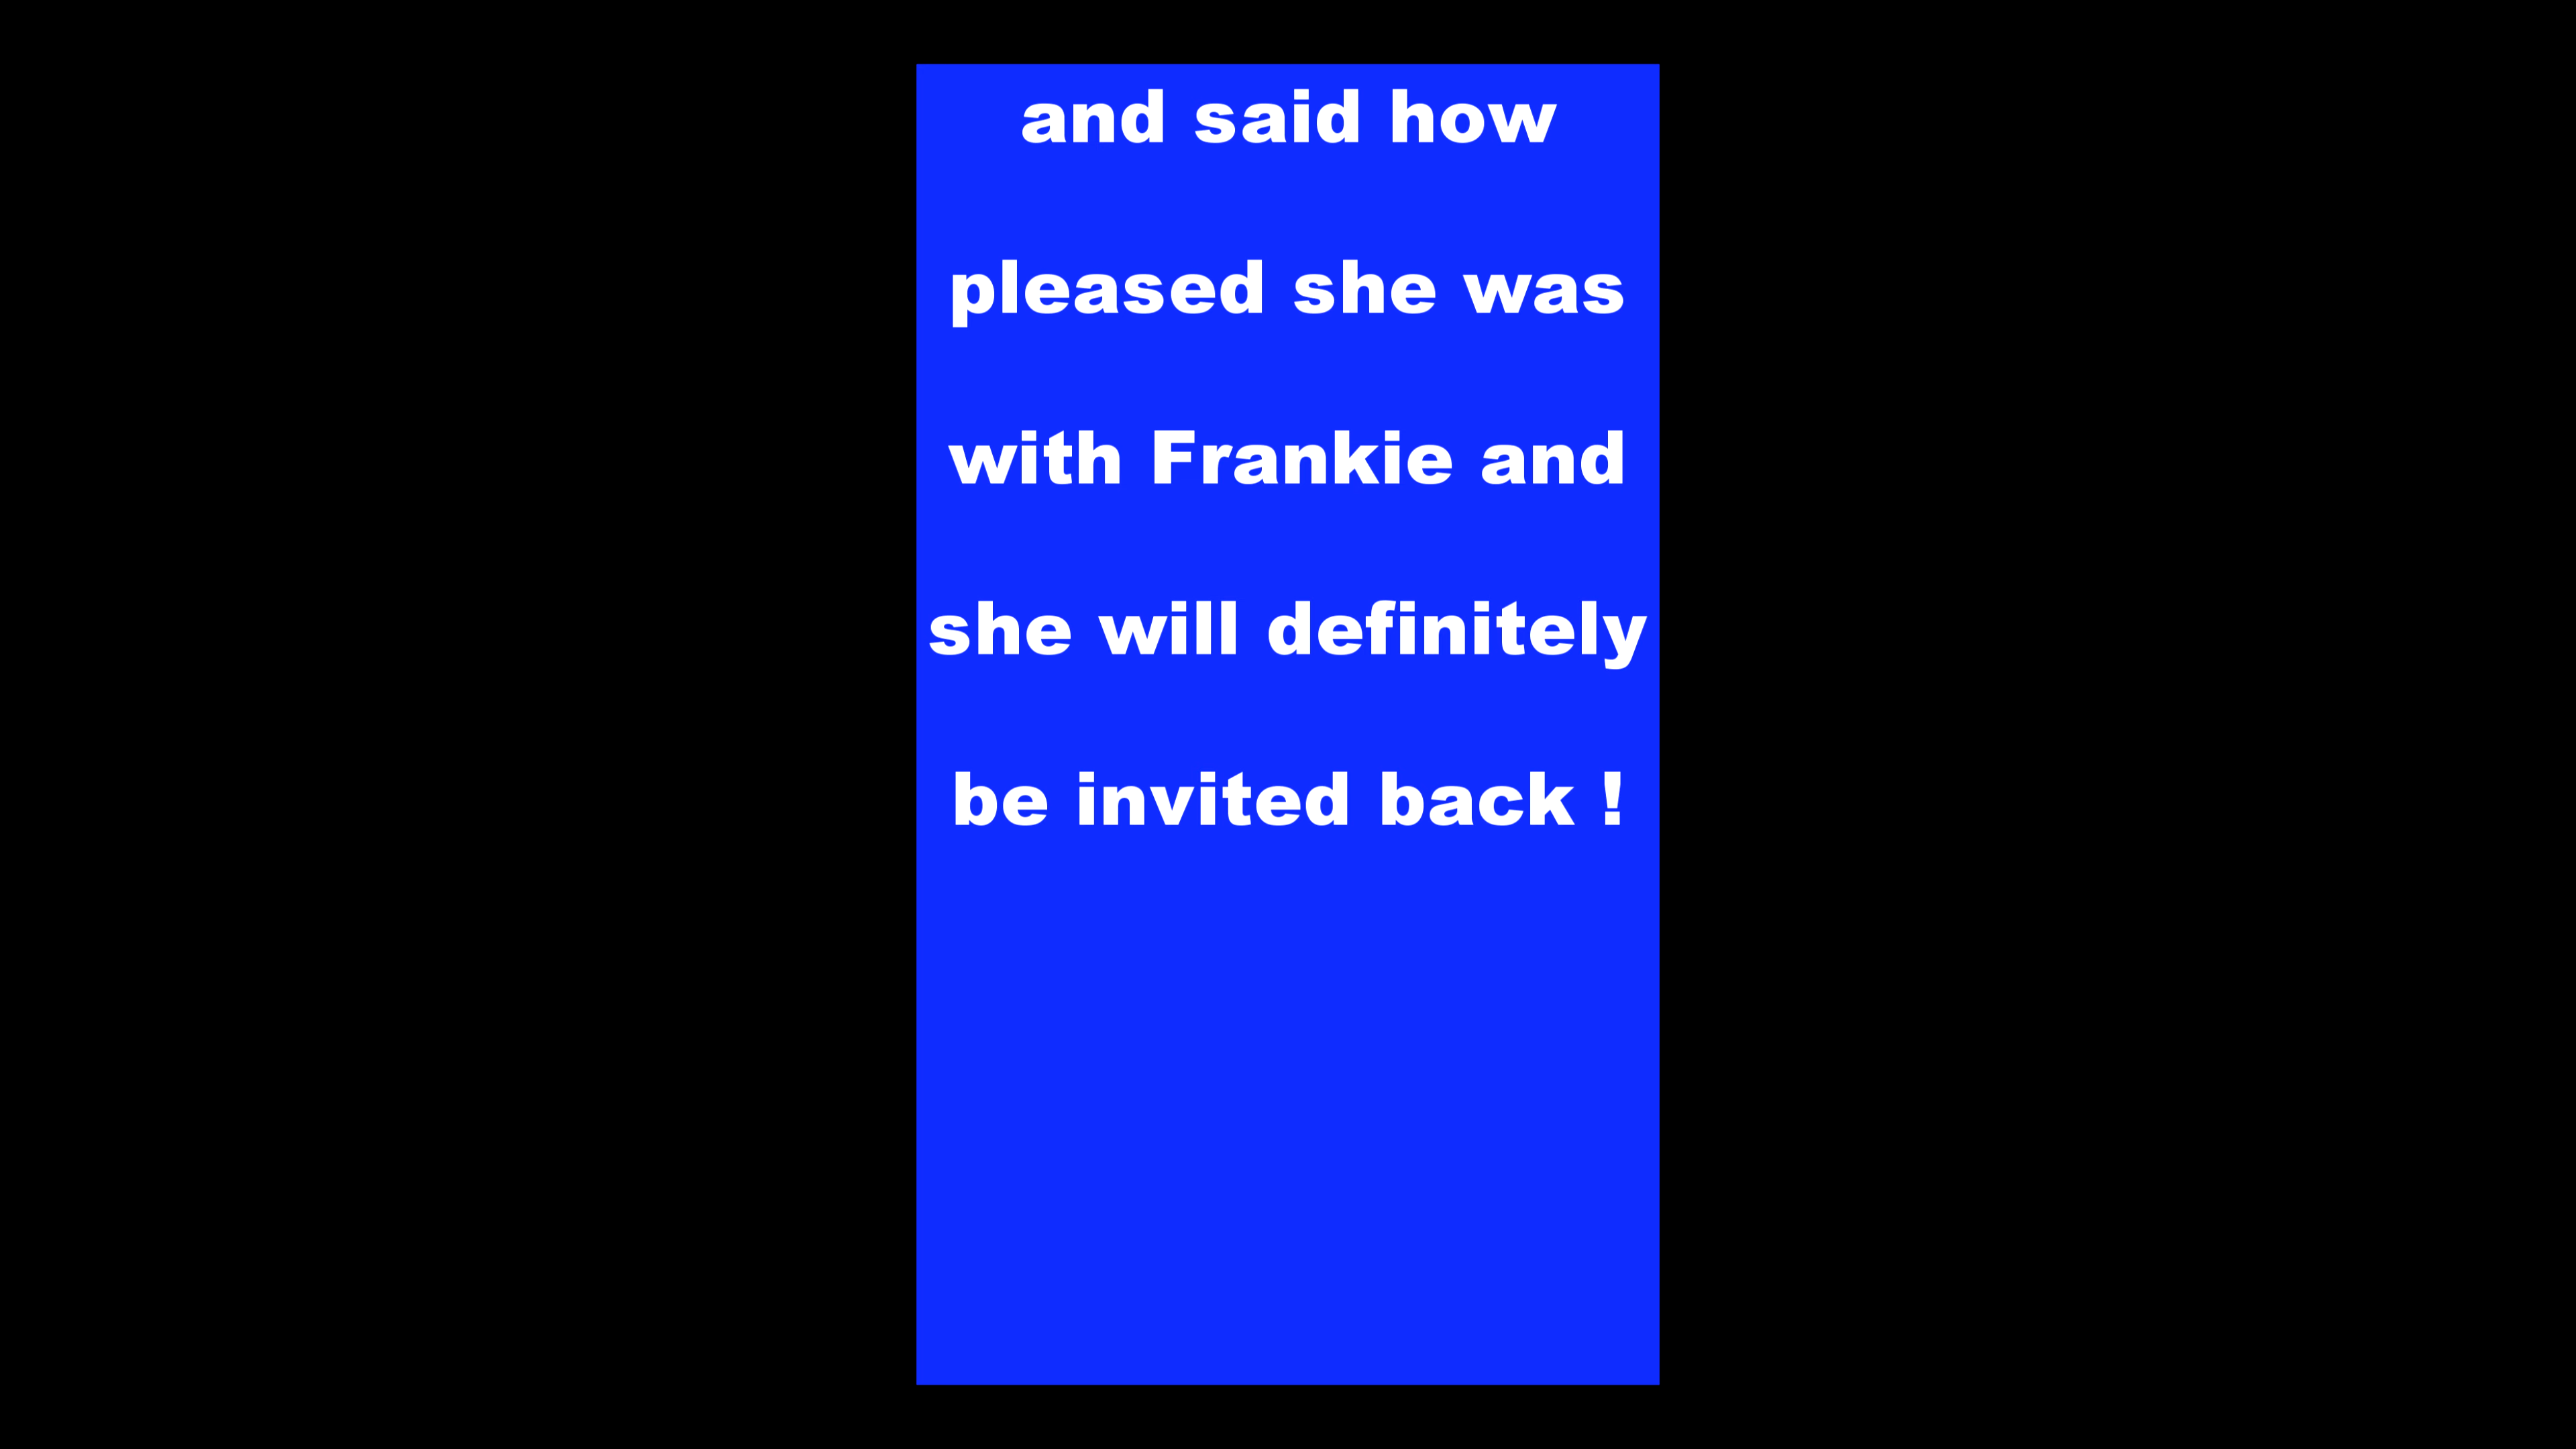 and said how
pleased she was
with Frankie and
she will definitely
be invited back !